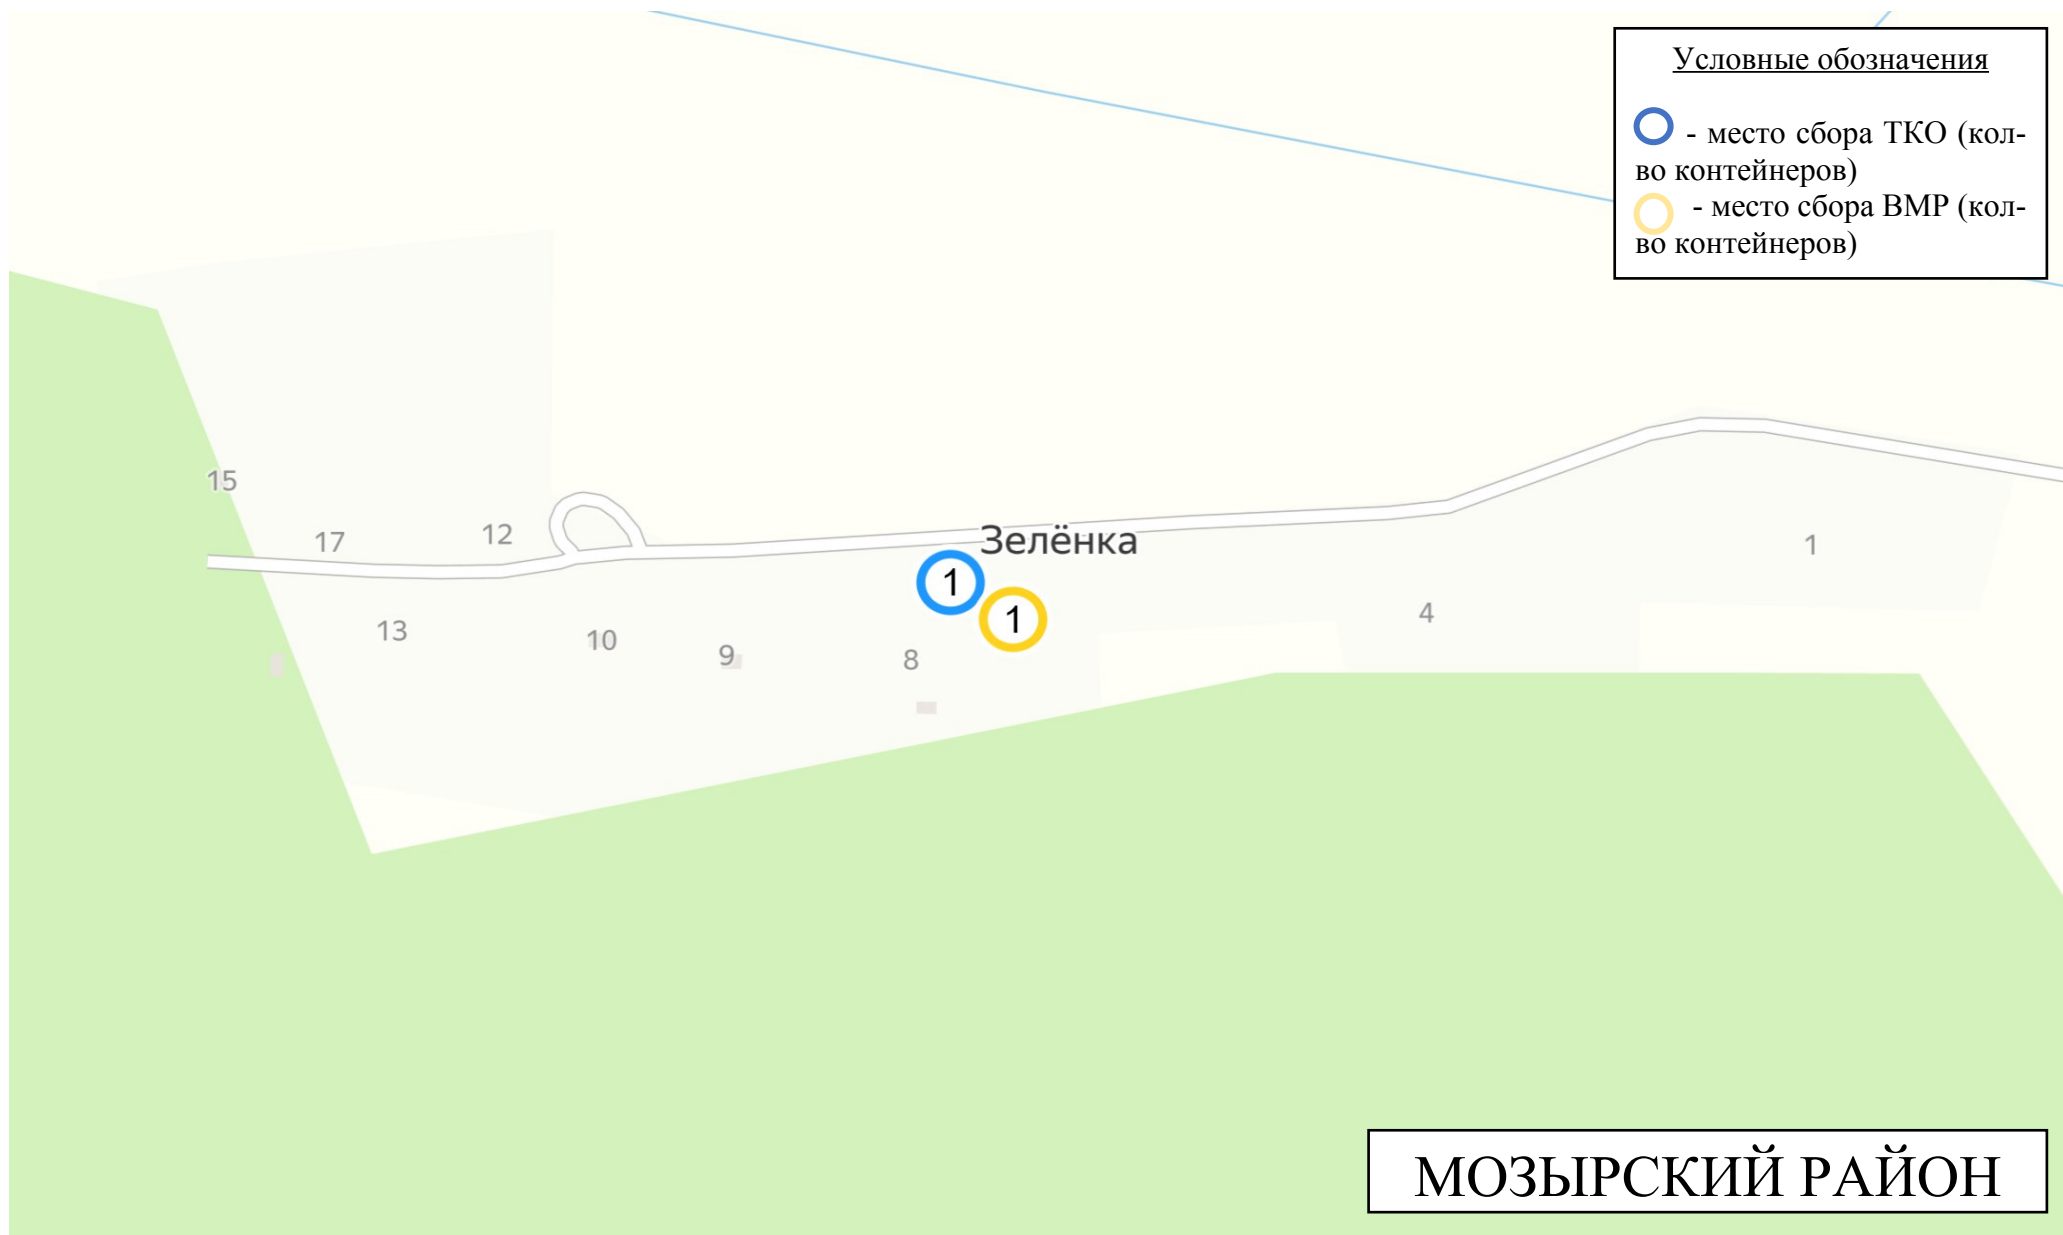 Условные обозначения
- место сбора ТКО (кол-
во контейнеров)
- место сбора ВМР (кол-
во контейнеров)
15
17
12
Зелёнка
1
1
1
4
13
10
9
8
МОЗЫРСКИЙ РАЙОН